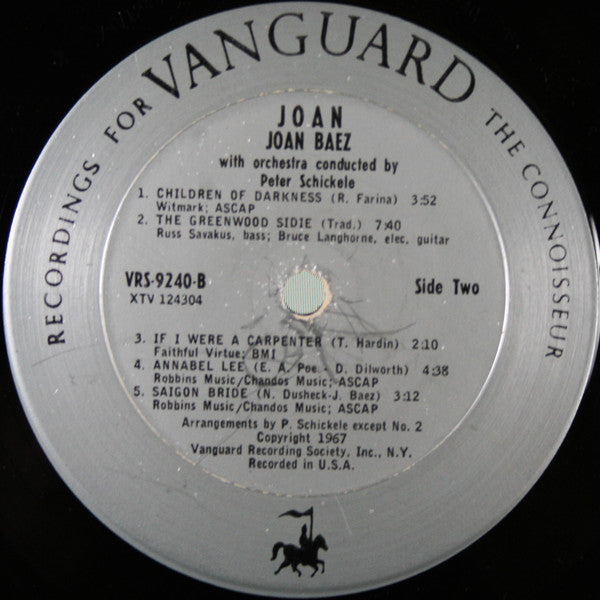 RECORDINGS FOR VANGUARD THE CONNOISSEUR
JOAN
JOAN BAEZ
with orchestra conducted by
Peter Schickele
1. CHILDREN OF DARKNESS (R. Farina) 3:52
Witmark; ASCAP
2. THE GREENWOOD SIDIE (Trad.) 7:40
Russ Savakus, bass; Bruce Langhorne, elec. guitar
VRS-9240-B
XTV 124304
Side Two
3. IF I WERE A CARPENTER (T. Hardin) 2:10
Faithful Virtue; BMI
4. ANNABEL LEE (E. A. Poe - D. Dilworth) 4:38
Robbins Music/Chandos Music; ASCAP
5. SAIGON BRIDE (N. Dusheck-J. Baez) 3:12
Robbins Music/Chandos Music; ASCAP
Arrangements by P. Schickele except No. 2
Copyright 1967
Vanguard Recording Society, Inc., N.Y.
Recorded in U.S.A.